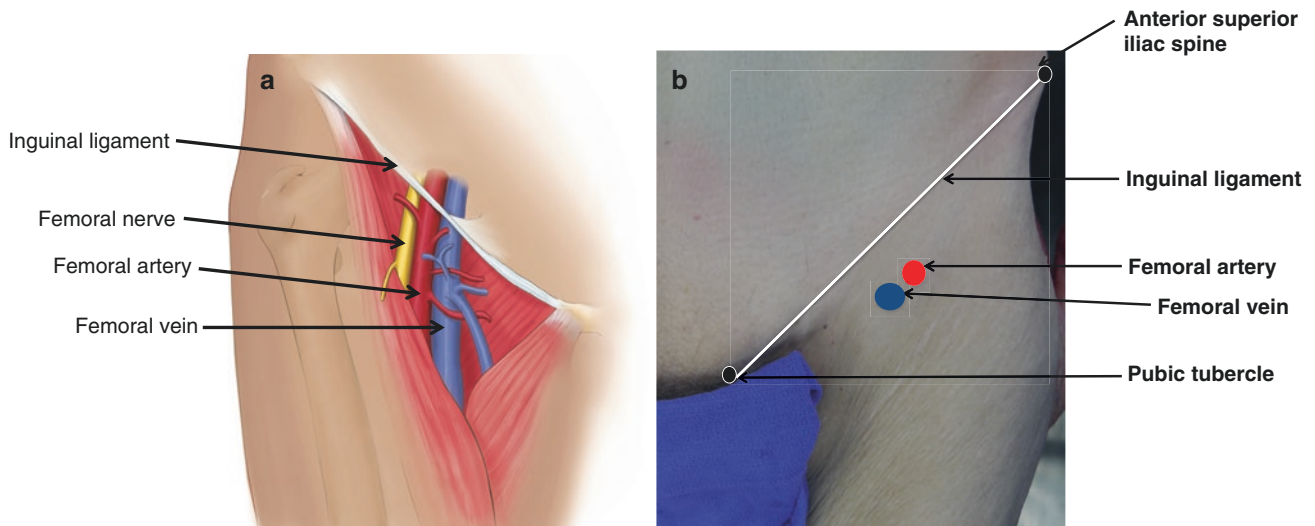 a
Inguinal ligament
Femoral nerve
Femoral artery
Femoral vein
b
Anterior superior
iliac spine
Inguinal ligament
Femoral artery
Femoral vein
Pubic tubercle